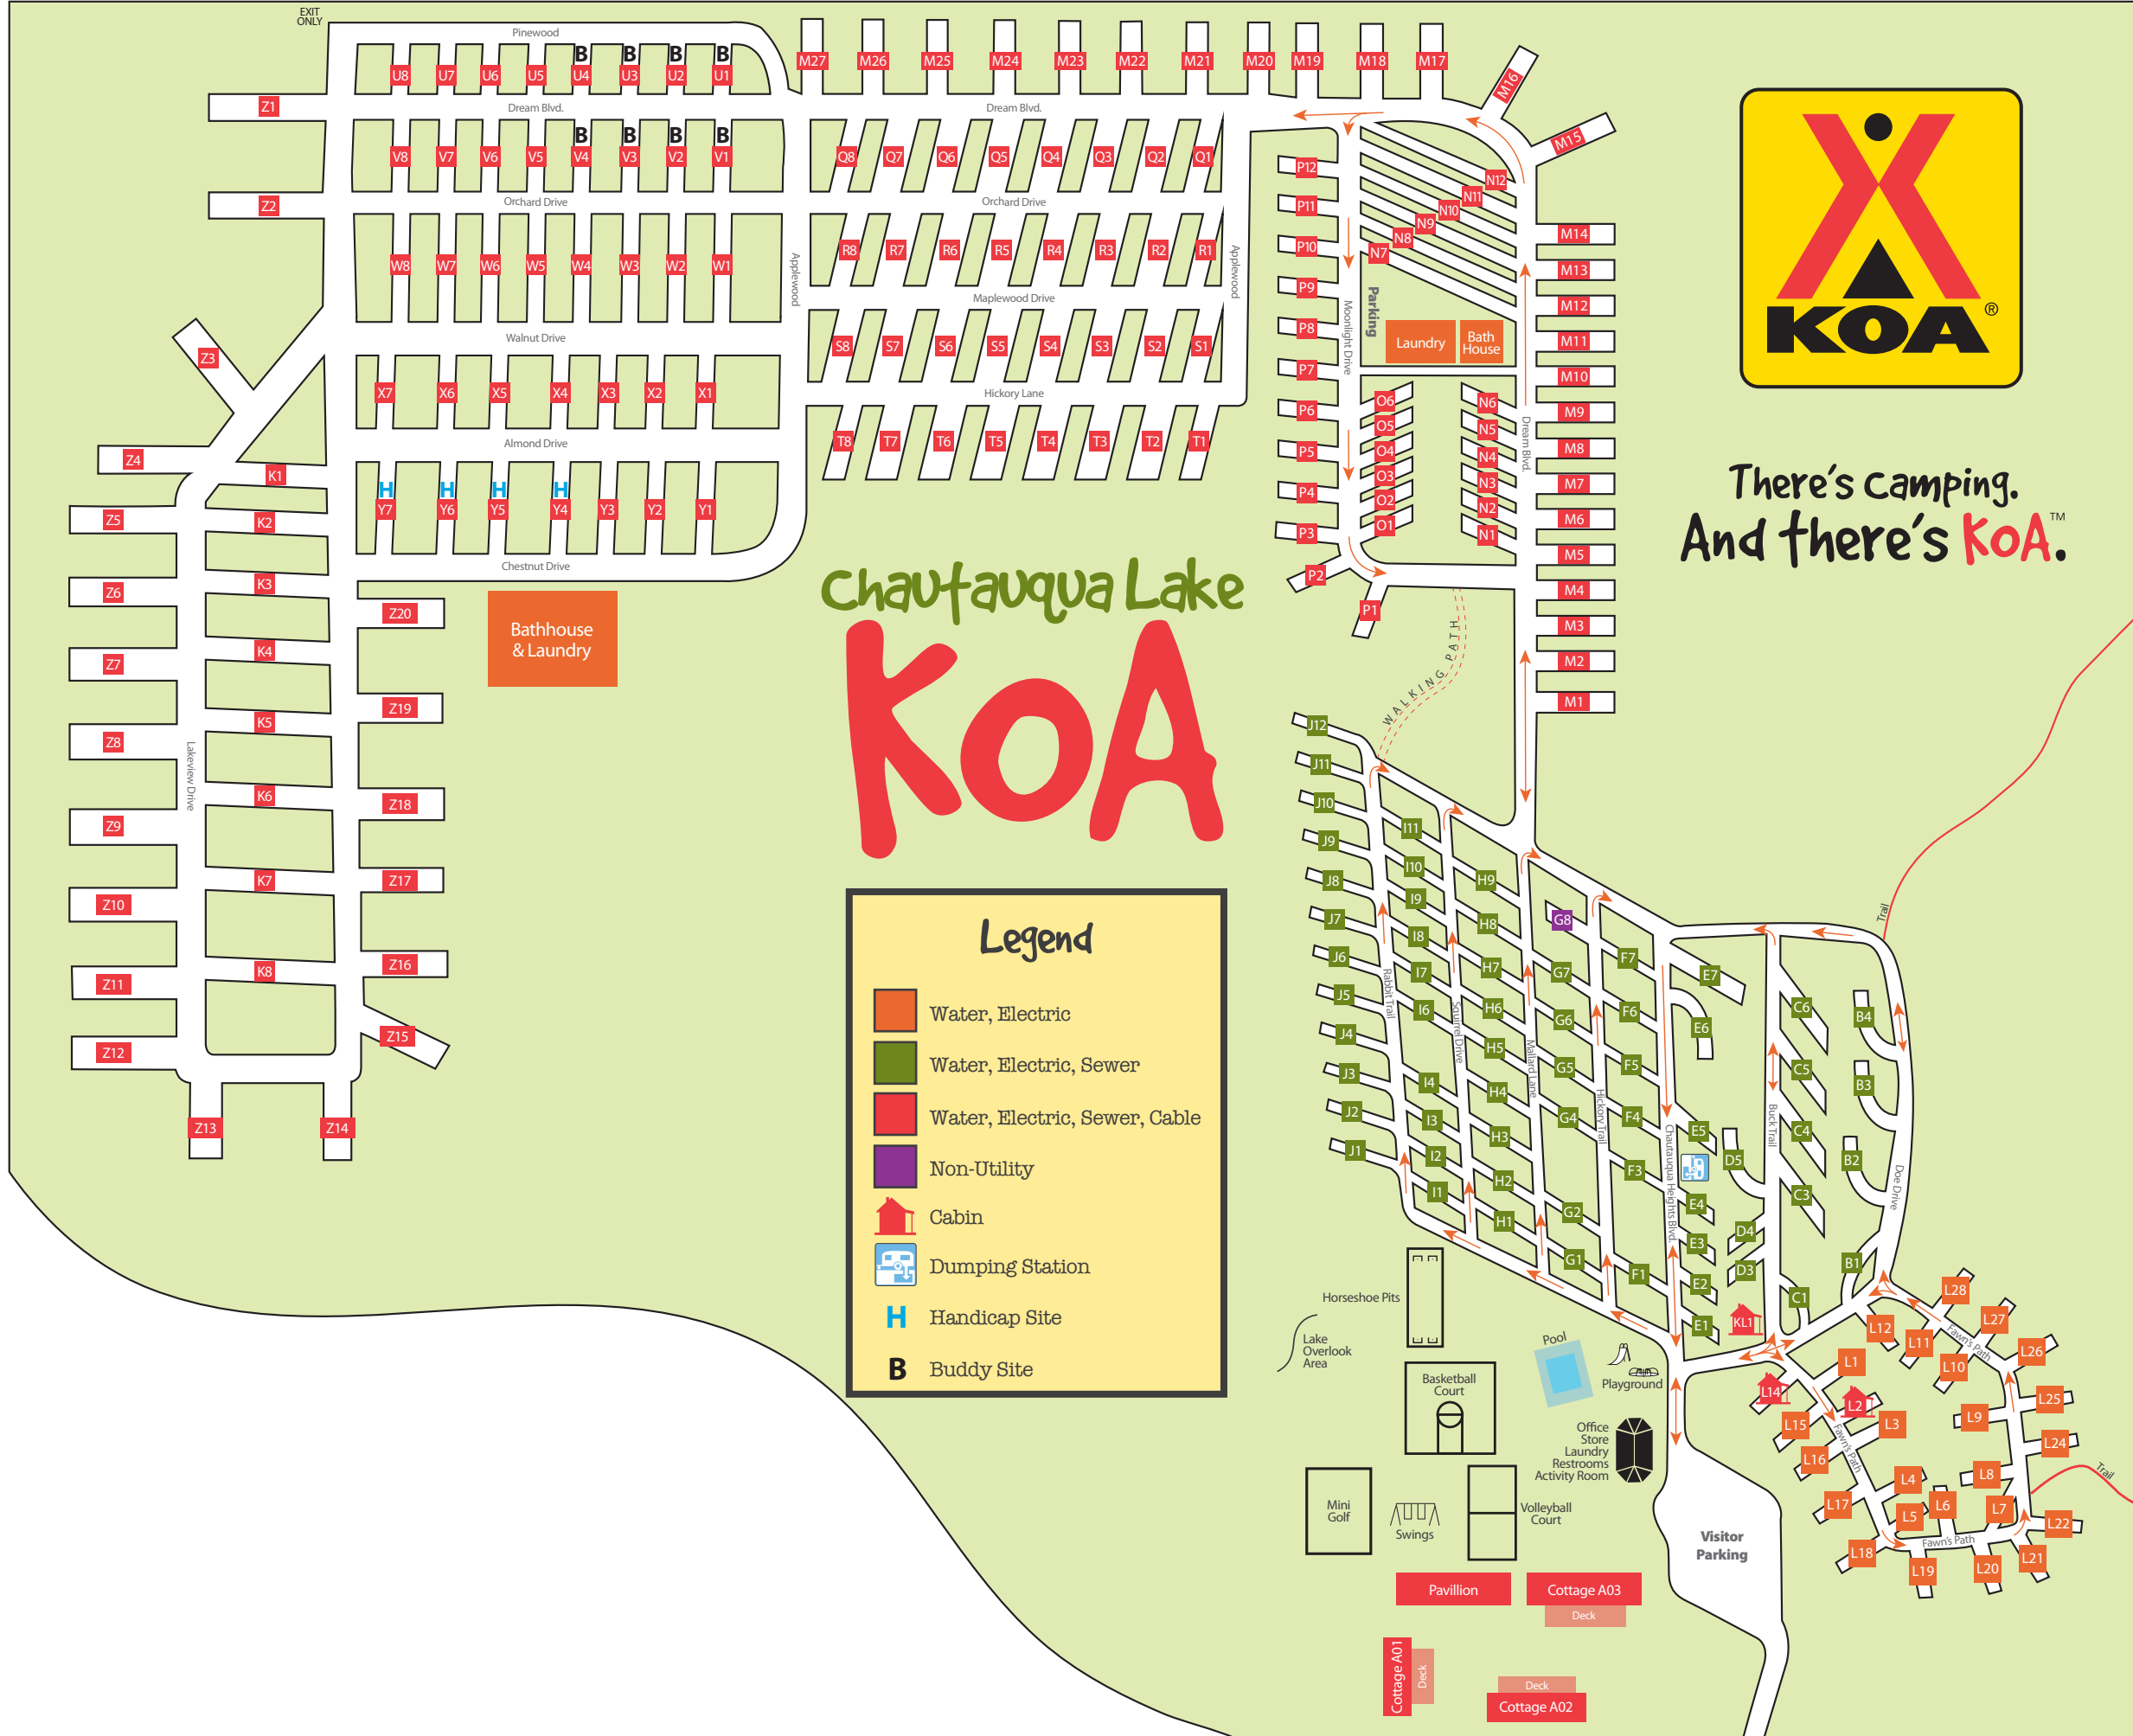 EXIT
ONLY
Pinewood
B B B B
U8 U7 U6 U5 U4 U3 U2 U1
M27 M26 M25 M24 M23 M22 M21 M20 M19 M18 M17
M16
M15
Z1
Dream Blvd.
Dream Blvd.
B B B B
V8 V7 V6 V5 V4 V3 V2 V1
Q8 Q7 Q6 Q5 Q4 Q3 Q2 Q1
Z2
Orchard Drive
Orchard Drive
W8 W7 W6 W5 W4 W3 W2 W1
R8 R7 R6 R5 R4 R3 R2 R1
Applewood
Applewood
Maplewood Drive
Walnut Drive
Z3
S8 S7 S6 S5 S4 S3 S2 S1
X7 X6 X5 X4 X3 X2 X1
Hickory Lane
Almond Drive
T8 T7 T6 T5 T4 T3 T2 T1
H H H H
Y7 Y6 Y5 Y4 Y3 Y2 Y1
Chestnut Drive
Z4
K1
Z5
K2
Z6
K3
Z7
K4
Z8
K5
Lakeview Drive
Z9
K6
Z10
K7
Z11
K8
Z12
Z13
Z14
Z15
Z16
Z17
Z18
Z19
Z20
Bathhouse
& Laundry
P12
P11
P10
P9
P8
P7
P6
P5
P4
P3
P2
P1
Moonlight Drive
Parking
N12
N11
N10
N9
N8
N7
Laundry
Bath
House
O6
O5
O4
O3
O2
O1
N6
N5
N4
N3
N2
N1
Dream Blvd.
M14
M13
M12
M11
M10
M9
M8
M7
M6
M5
M4
M3
M2
M1
KOA
®
There's camping.
And there's KOA.™
Chautauqua Lake
KOA
WALKING PATH
Legend
Water, Electric
Water, Electric, Sewer
Water, Electric, Sewer, Cable
Non-Utility
Cabin
Dumping Station
H Handicap Site
B Buddy Site
J12
J11
J10
J9
J8
J7
J6
J5
J4
J3
J2
J1
Rabbit Trail
I11
I10
I9
I8
I7
I6
I4
I3
I2
I1
Squirrel Drive
H9
H8
H7
H6
H5
H4
H3
H2
H1
Mallard Lane
G8
G7
G6
G5
G4
G2
G1
Hickory Trail
F7
F6
F5
F4
F3
F1
Chautauqua Heights Blvd.
E7
E6
E5
E4
E3
E2
E1
D5
D4
D3
KL1
Buck Trail
C6
C5
C4
C3
C1
B4
B3
B2
B1
Doe Drive
Trail
L28
L27
L26
L12
L11
L10
Fawn's Path
L1
L14
L2
L15
L3
L16
Fawn's Path
L25
L9
L24
L4
L8
L17
L5
L6
L7
L22
L18
L19
L20
L21
Fawn's Path
Trail
Horseshoe Pits
Lake
Overlook
Area
Pool
Playground
Basketball
Court
Office
Store
Laundry
Restrooms
Activity Room
Mini
Golf
Swings
Volleyball
Court
Visitor
Parking
Pavillion
Cottage A03
Deck
Cottage A01
Deck
Deck
Cottage A02